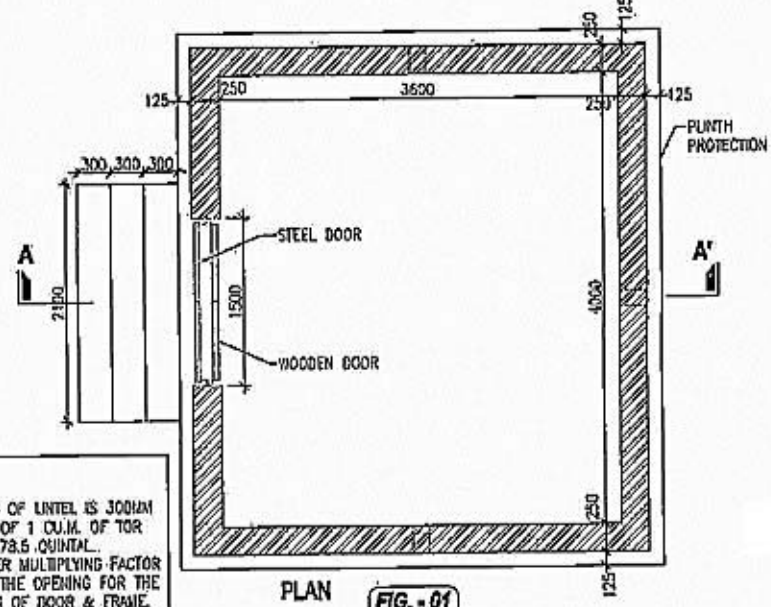 125
250
125
250
3600
250
125
PLINTH
PROTECTION
300 300 300
STEEL DOOR
A
A'
2100
1500
4000
WOODEN DOOR
250
OF LINTEL IS 300MM
OF 1 CU.M. OF TOR
78.5 QUINTAL.
ER MULTIPLYING FACTOR
THE OPENING FOR THE
OF DOOR & FRAME.
PLAN
FIG. - 01
125